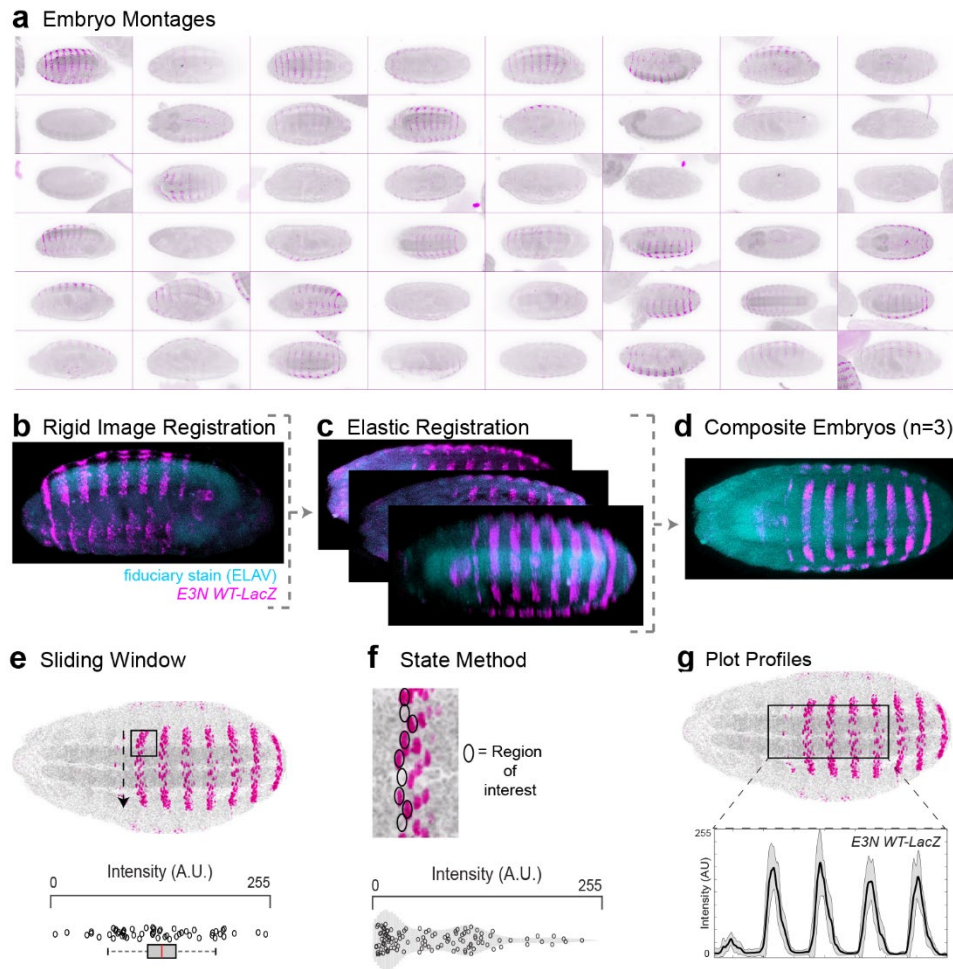 a Embryo Montages
b Rigid Image Registration
c Elastic Registration
d Composite Embryos (n=3)
fiduciary stain (ELAV)
E3N WT-LacZ
e Sliding Window
f State Method
g Plot Profiles
= Region
of
interest
Intensity (A.U.)
0 255
Intensity (A.U.)
0 255
255
E3N WT-LacZ
Intensity (AU)
0